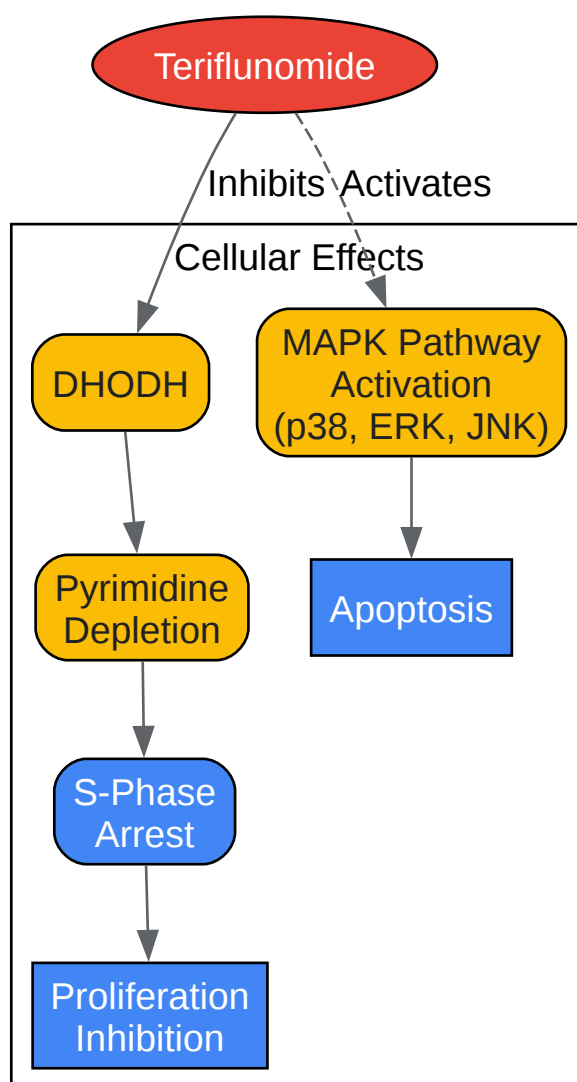 Teriflunomide
Inhibits
Activates
Cellular Effects
DHODH
MAPK Pathway
Activation
(p38, ERK, JNK)
Pyrimidine
Depletion
Apoptosis
S-Phase
Arrest
Proliferation
Inhibition